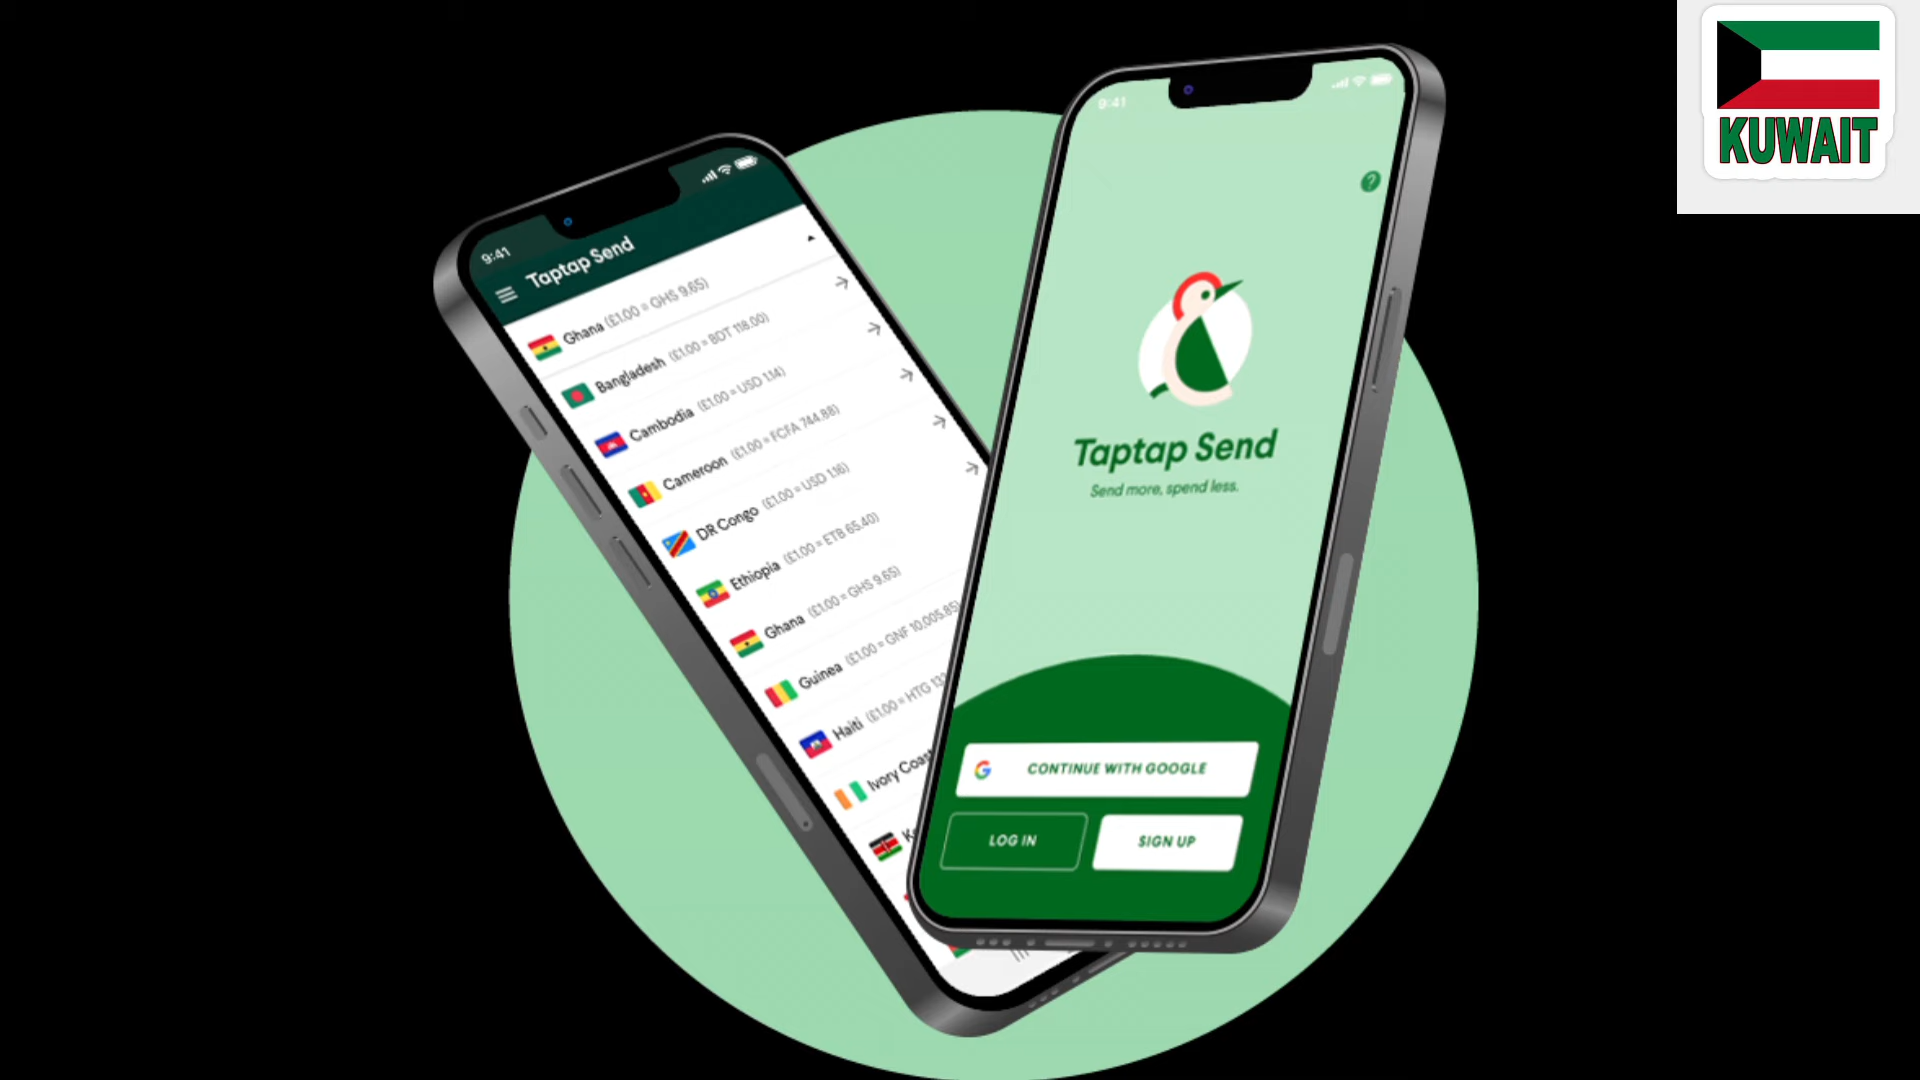 KUWAIT
9:41
Taptap Send
Ghana (£1.00 = GHS 9.65)
Bangladesh (£1.00 = BDT 118.00)
Cambodia (£1.00 = USD 1.14)
Cameroon (£1.00 = FCFA 744.88)
DR Congo (£1.00 = USD 1.16)
Ethiopia (£1.00 = ETB 65.40)
Ghana (£1.00 = GHS 9.65)
Guinea (£1.00 = GNF 10,005.85)
Haiti (£1.00 = HTG
Ivory
9:41
?
Taptap Send
Send more, spend less.
CONTINUE WITH GOOGLE
LOG IN
SIGN UP